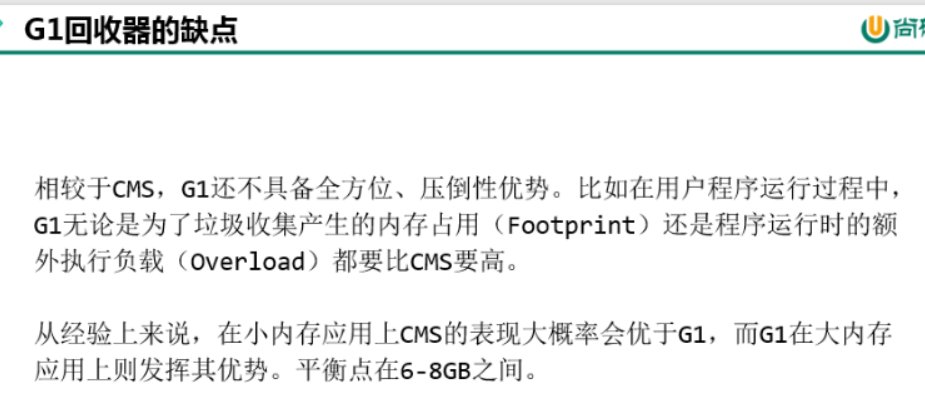 G1回收器的缺点
尚
相较于CMS，G1还不具备全方位、压倒性优势。比如在用户程序运行过程中，
G1无论是为了垃圾收集产生的内存占用（Footprint）还是程序运行时的额
外执行负载（Overload）都要比CMS要高。
从经验上来说，在小内存应用上CMS的表现大概率会优于G1，而G1在大内存
应用上则发挥其优势。平衡点在6-8GB之间。